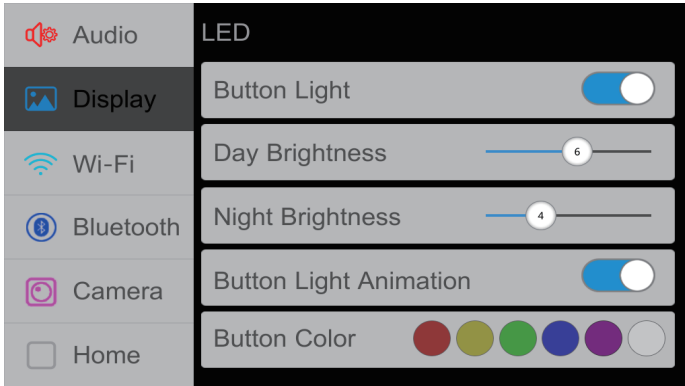 Audio
Display
Wi-Fi
Bluetooth
Camera
Home
LED
Button Light
Day Brightness 6
Night Brightness 4
Button Light Animation
Button Color